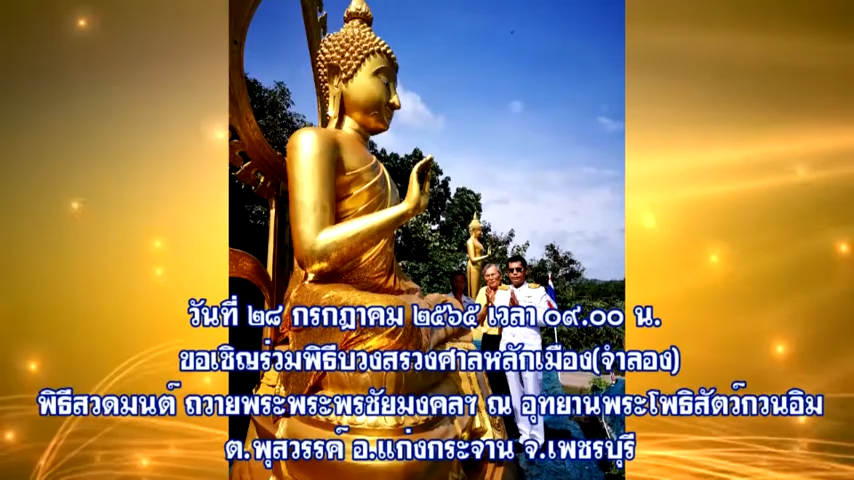 วันที่ ๒๘ กรกฎาคม ๒๕๖๕ เวลา ๐๙.๐๐ น.
ขอเชิญร่วมพิธีบวงสรวงศาลหลักเมือง(จำลอง)
พิธีสวดมนต์ ถวายพระพระพรชัยมงคลฯ ณ อุทยานพระโพธิสัตว์กวนอิม
ต.พุสวรรค์ อ.แก่งกระจาน จ.เพชรบุรี